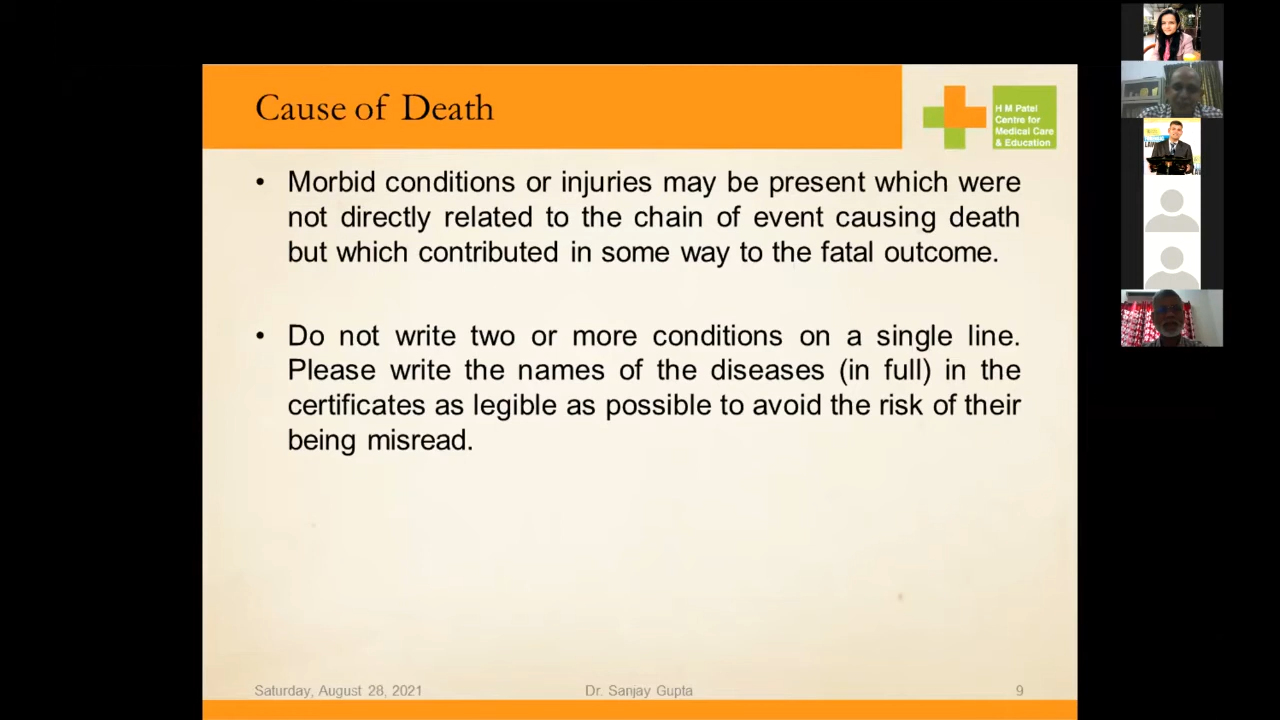 Cause of Death
H M Patel
Centre for
Medical Care
& Education
• Morbid conditions or injuries may be present which were
not directly related to the chain of event causing death
but which contributed in some way to the fatal outcome.
• Do not write two or more conditions on a single line.
Please write the names of the diseases (in full) in the
certificates as legible as possible to avoid the risk of their
being misread.
Saturday, August 28, 2021
Dr. Sanjay Gupta
9